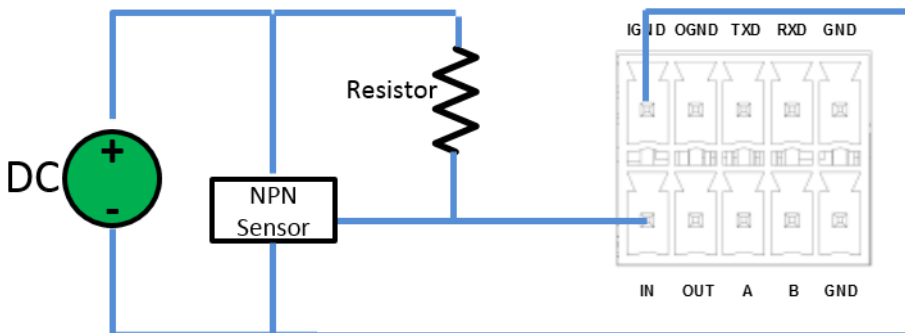 IGND OGND TXD RXD GND
Resistor
DC
+
-
NPN
Sensor
IN OUT A B GND